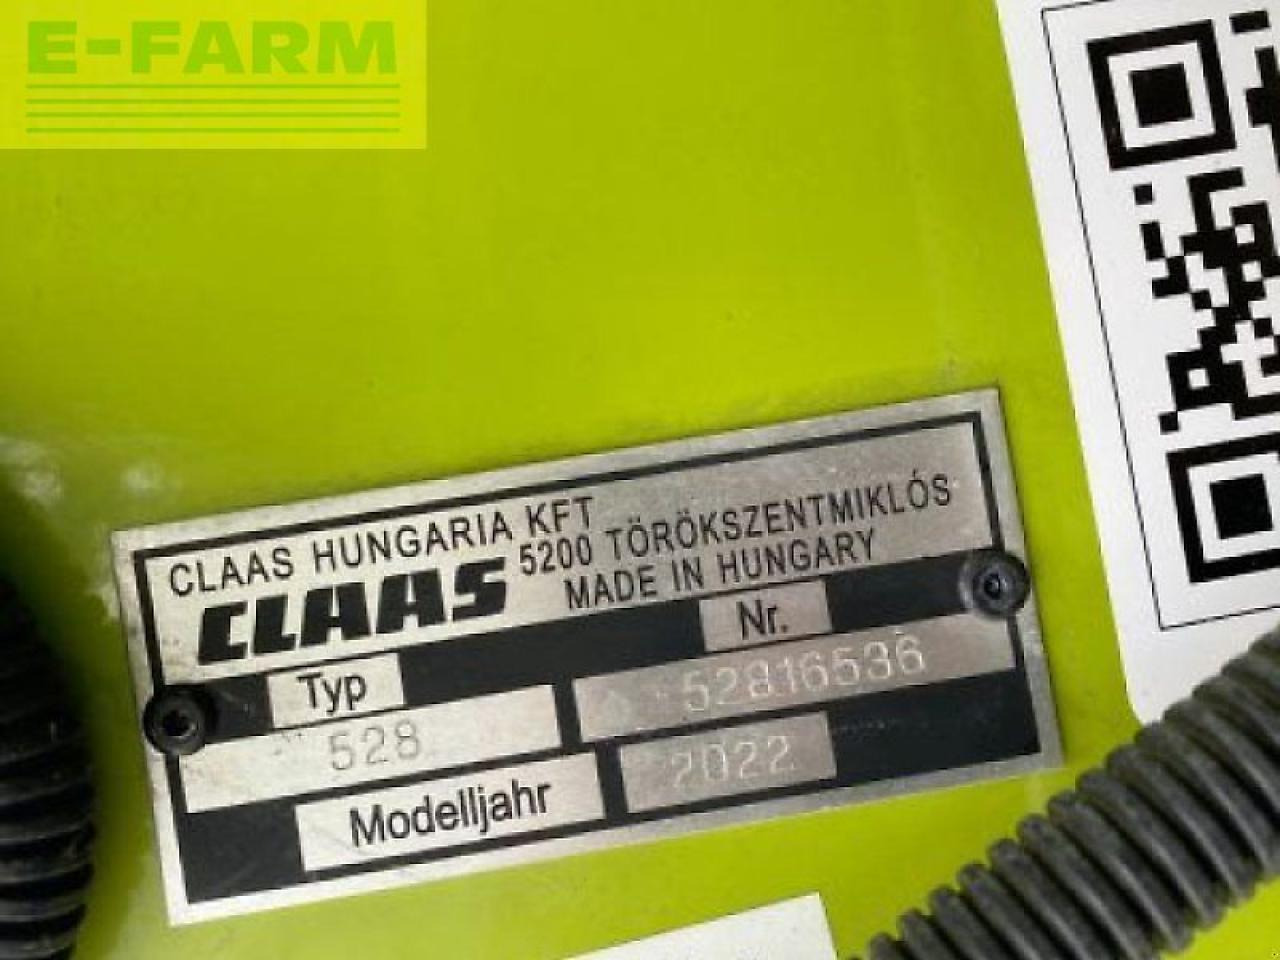 E-FARM
CLAAS HUNGARIA KFT
5200 TÖRÖKSZENTMIKLÓS
CLAAS
MADE IN HUNGARY
Nr.
Typ
52816536
528
2022
Modelljahr